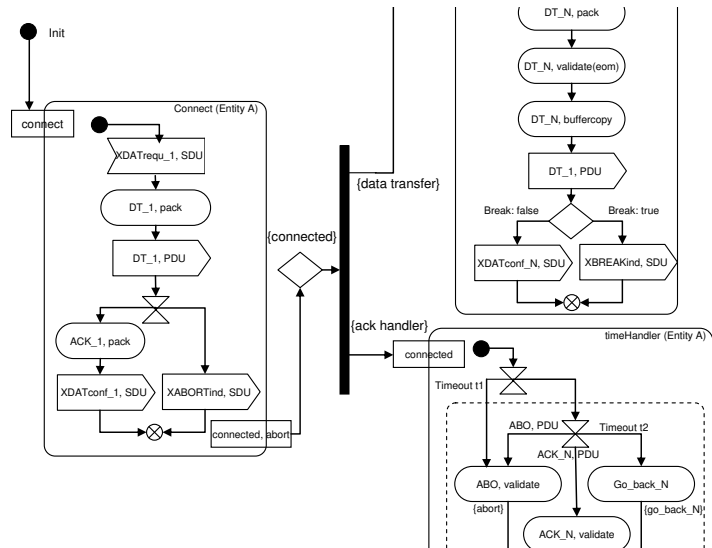 Init
connect
Connect (Entity A)
XDATrequ_1, SDU
DT_1, pack
DT_1, PDU
ACK_1, pack
XDATconf_1, SDU
XABORTind, SDU
connected, abort
{connected}
{data transfer}
{ack handler}
DT_N, pack
DT_N, validate(eom)
DT_N, buffercopy
DT_1, PDU
Break: false
Break: true
XDATconf_N, SDU
XBREAKind, SDU
timeHandler (Entity A)
connected
Timeout t1
ABO, PDU
Timeout t2
ACK_N, PDU
ABO, validate
Go_back_N
{abort}
{go_back_N}
ACK_N, validate